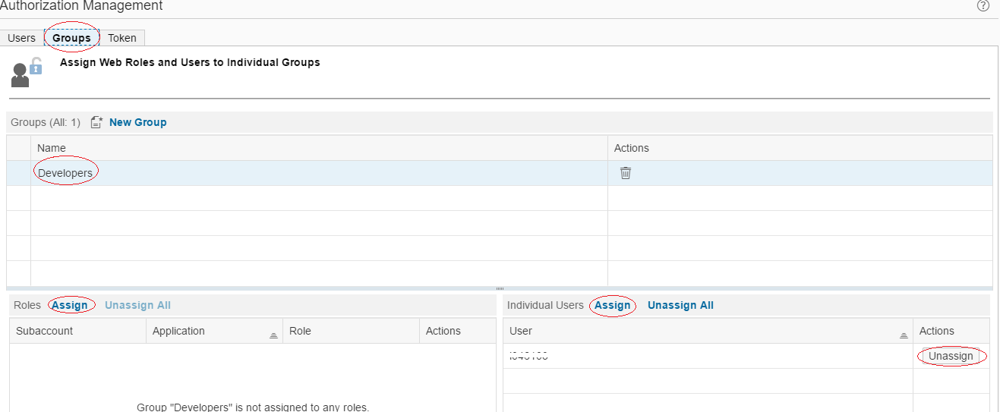 Authorization Management
Users Groups Token
Assign Web Roles and Users to Individual Groups
Groups (All: 1) New Group
Name Actions
Developers
Roles Assign Unassign All
Individual Users Assign Unassign All
Subaccount Application Role Actions
User Actions
Unassign
Group "Developers" is not assigned to any roles.